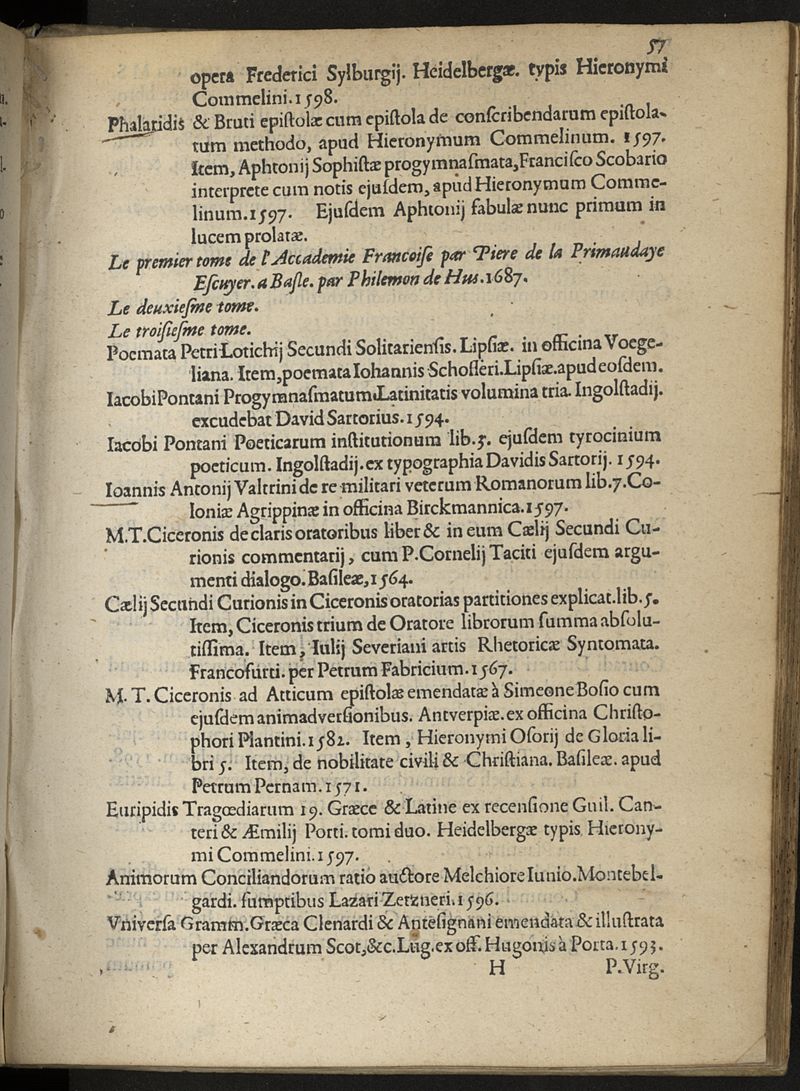 57
opera Frederici Sylburgij. Heidelbergæ. typis Hieronymi
Commelini. 1598.
Phalaridis & Bruti epiſtolæ cum epiſtola de conſcribendarum epiſtola-
rum methodo, apud Hieronymum Commelinum. 1597.
Item, Aphtonij Sophiſtæ progymnaſmata, Franciſco Scobario
interprete cum notis ejuſdem, apud Hieronymum Comme-
linum. 1597. Ejuſdem Aphtonij fabulæ nunc primum in
lucem prolatæ.
Le premier tome de l'Accademie Francoiſe par Piere de la Primaudaye
Eſcuyer. a Baſle. par Philemon de Hus. 1687.
Le deuxieſme tome.
Le troiſieſme tome.
Poemata Petri Lotichij Secundi Solitarienſis. Lipſiæ. in officina Voege-
liana. Item, poemata Iohannis Schoſſeri. Lipſiæ. apud eoſdem.
Iacobi Pontani Progymnaſmatum Latinitatis volumina tria. Ingolſtadij.
excudebat David Sartorius. 1594.
Iacobi Pontani Poeticarum inſtitutionum lib. 3. ejuſdem tyrocinium
poeticum. Ingolſtadij. ex typographia Davidis Sartorij. 1594.
Ioannis Antonij Valtrini de re militari veterum Romanorum lib. 7. Co-
loniæ Agrippinæ in officina Birckmannica. 1597.
M. T. Ciceronis de claris oratoribus liber & in eum Cælij Secundi Cu-
rionis commentarij, cum P. Cornelij Taciti ejuſdem argu-
menti dialogo. Baſileæ, 1564.
Cælij Secundi Curionis in Ciceronis oratorias partitiones explicat. lib. 5.
Item, Ciceronis trium de Oratore librorum ſumma abſolu-
tiſſima. Item, Iulij Severiani artis Rhetoricæ Syntomata.
Francofurti. per Petrum Fabricium. 1567.
M. T. Ciceronis ad Atticum epiſtolæ emendatæ à Simeone Boſio cum
ejuſdem animadverſionibus. Antverpiæ. ex officina Chriſto-
phori Plantini. 1582. Item, Hieronymi Oſorij de Gloria li-
bri 5. Item, de nobilitate civili & Chriſtiana. Baſileæ. apud
Petrum Pernam. 1571.
Euripidis Tragœdiarum 19. Græce & Latine ex recenſione Guil. Can-
teri & Æmilij Porti. tomi duo. Heidelbergæ typis Hierony-
mi Commelini. 1597.
Animorum Conciliandorum ratio auctore Melchiore Iunio. Montebel-
gardi. ſumptibus Lazari Zetzneri. 1596.
Vniverſa Gramm. Græca Clenardi & Anteſignani emendata & illuſtrata
per Alexandrum Scot, &c. Lug. ex off. Hugonis à Porta. 1593.
H P. Virg.